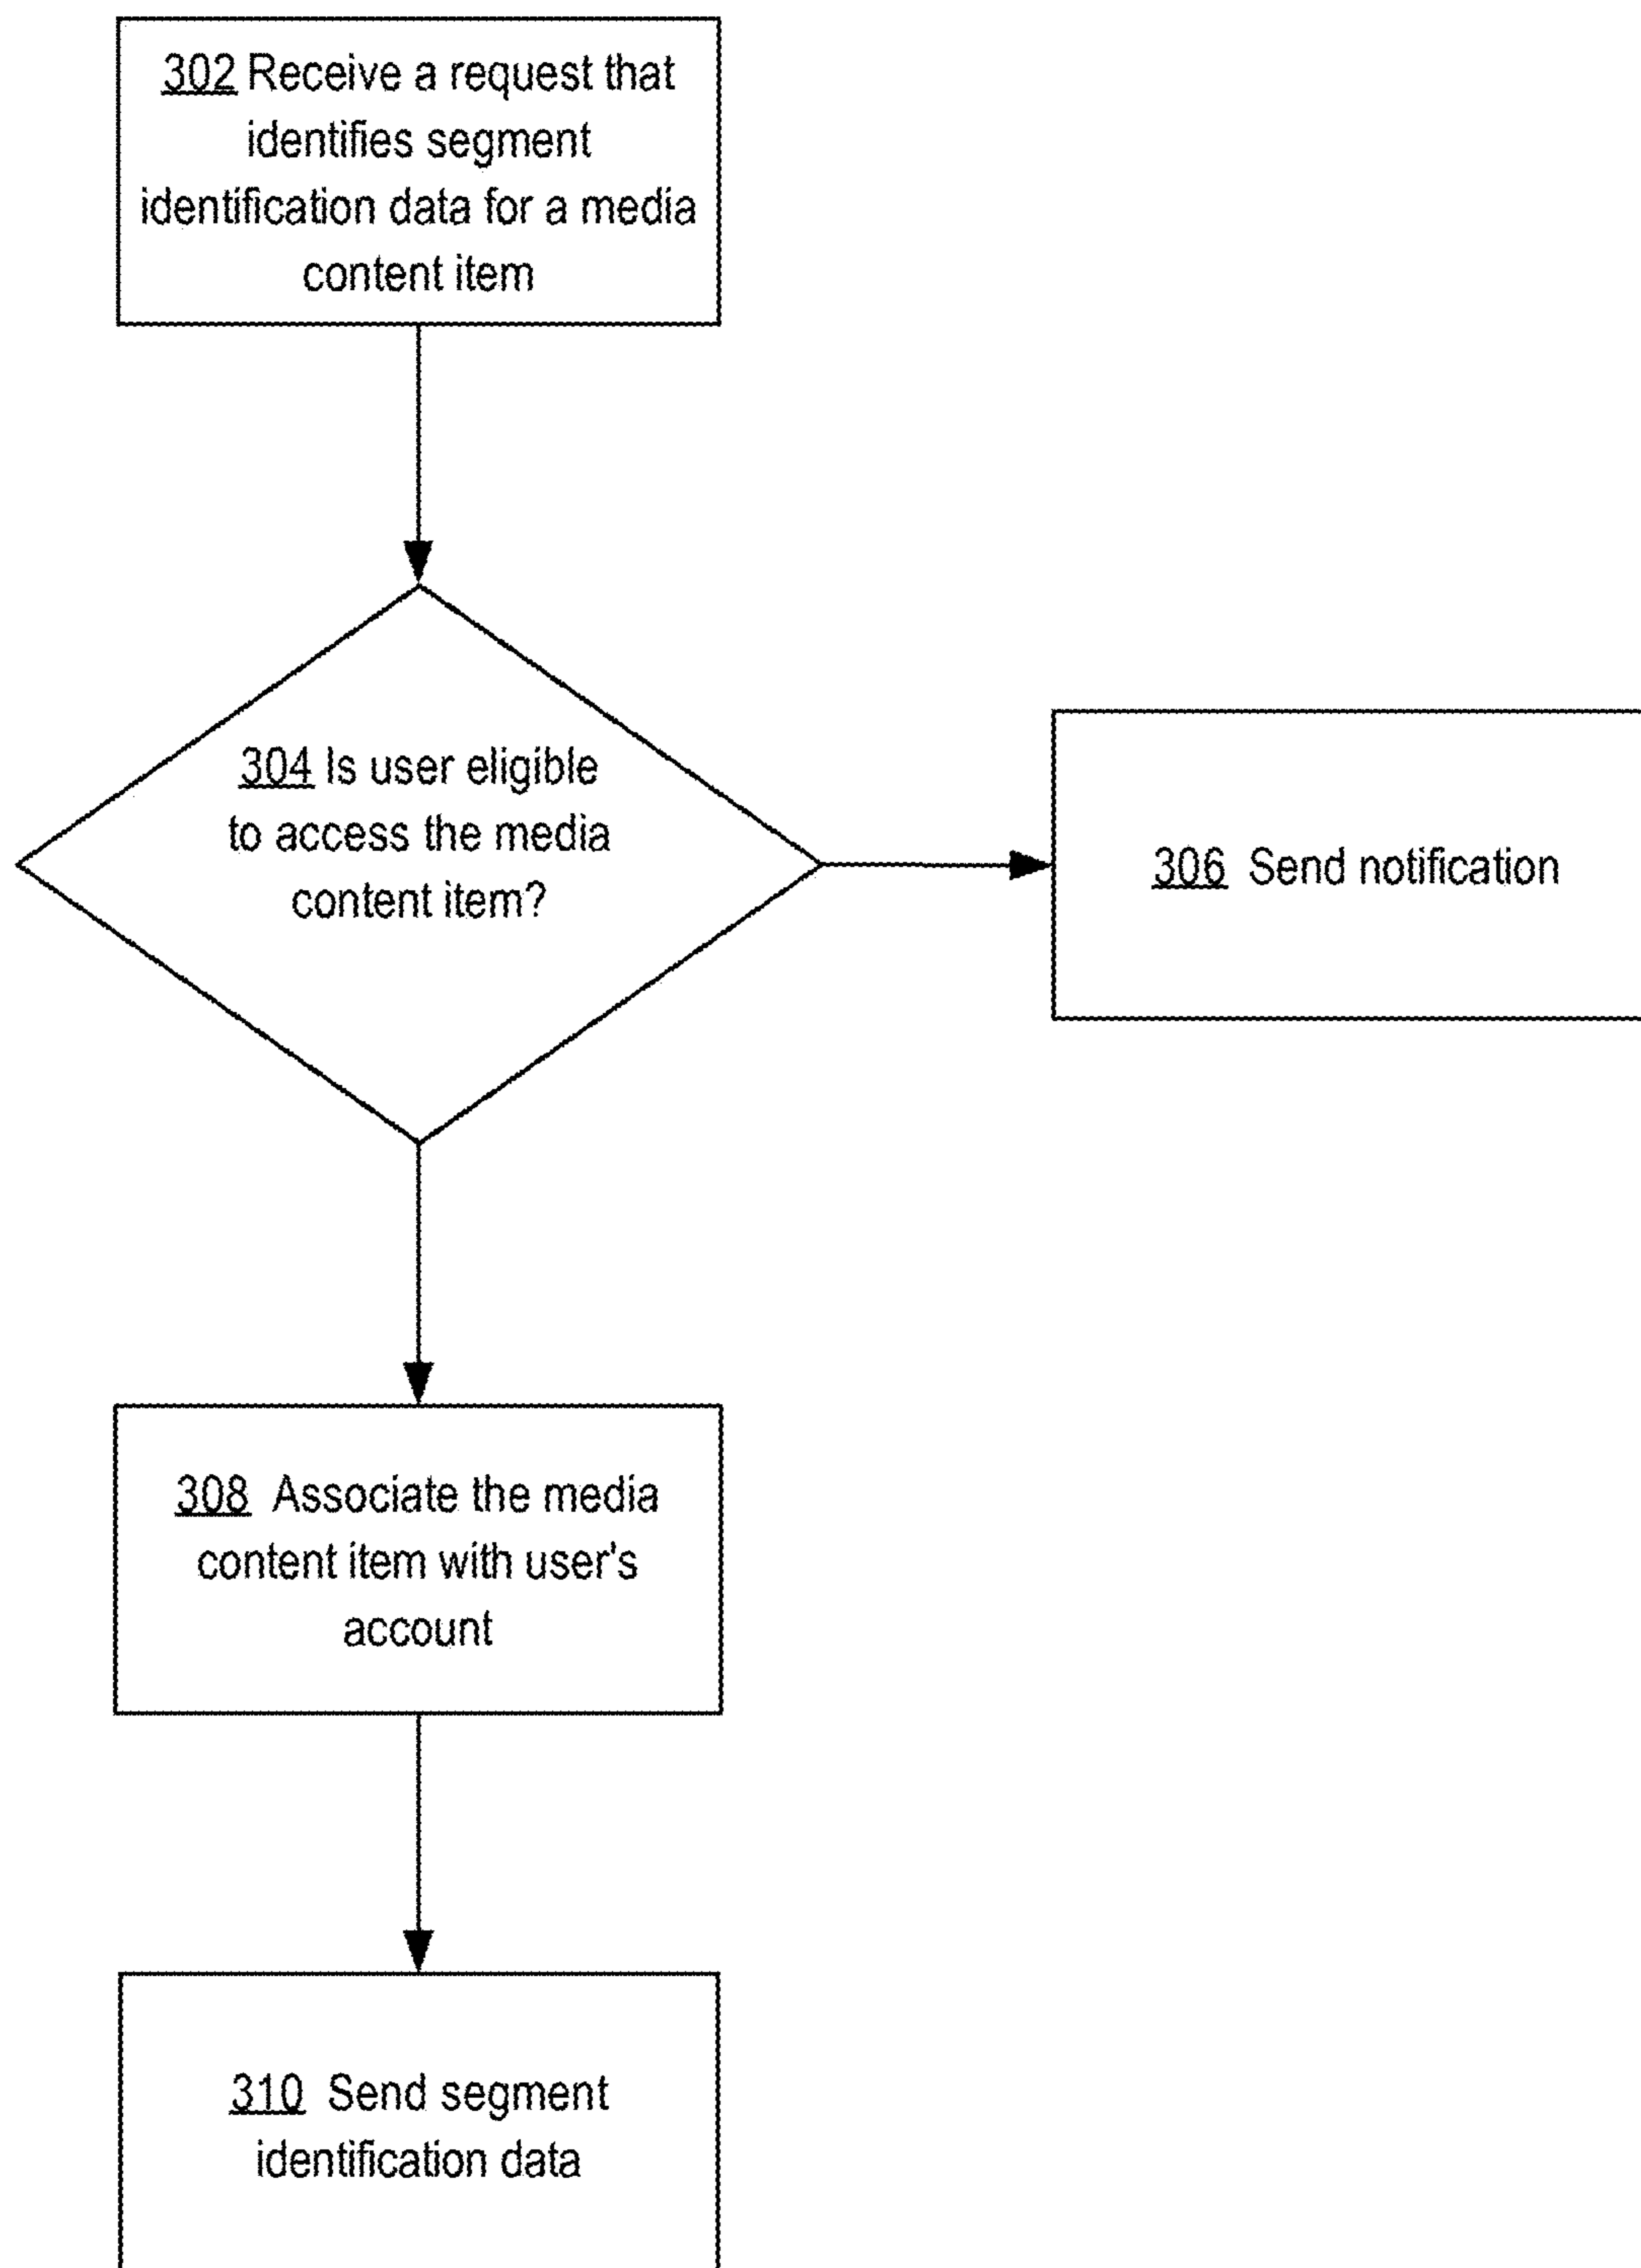 302 Receive a request that
identifies segment
identification data for a media
content item
304 Is user eligible
to access the media
content item?
306 Send notification
308 Associate the media
content item with user's
account
310 Send segment
identification data